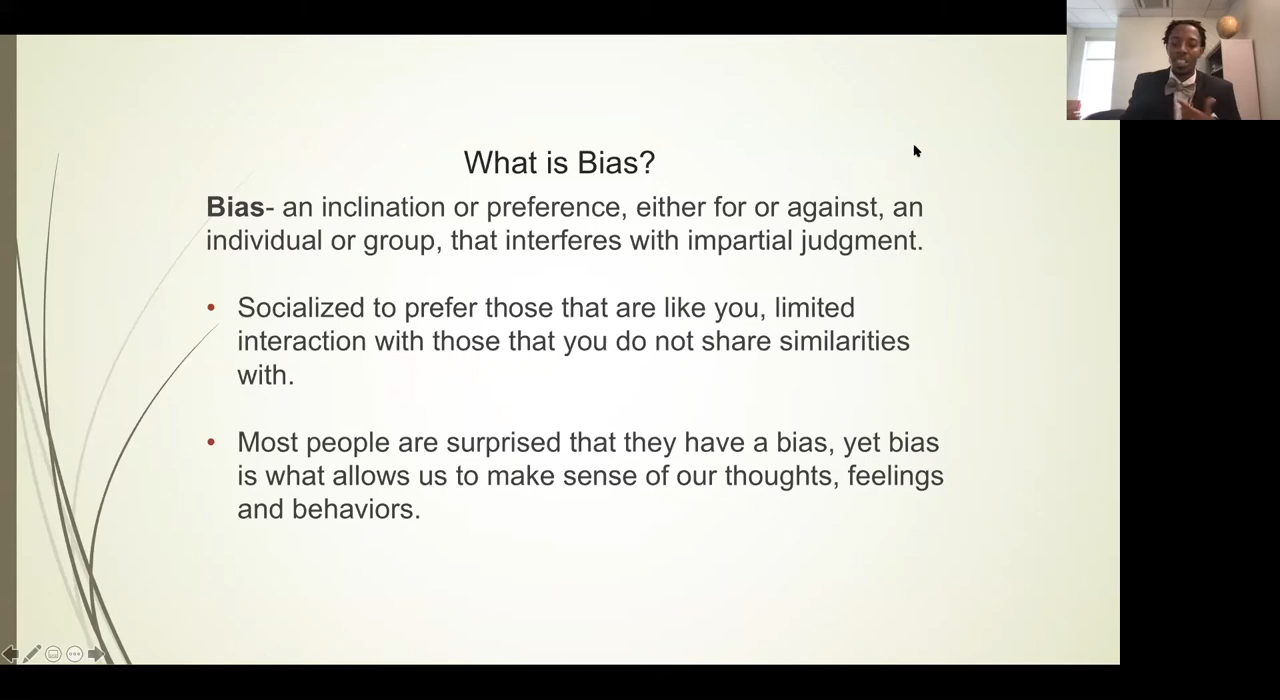 What is Bias?
Bias- an inclination or preference, either for or against, an
individual or group, that interferes with impartial judgment.
• Socialized to prefer those that are like you, limited
interaction with those that you do not share similarities
with.
• Most people are surprised that they have a bias, yet bias
is what allows us to make sense of our thoughts, feelings
and behaviors.